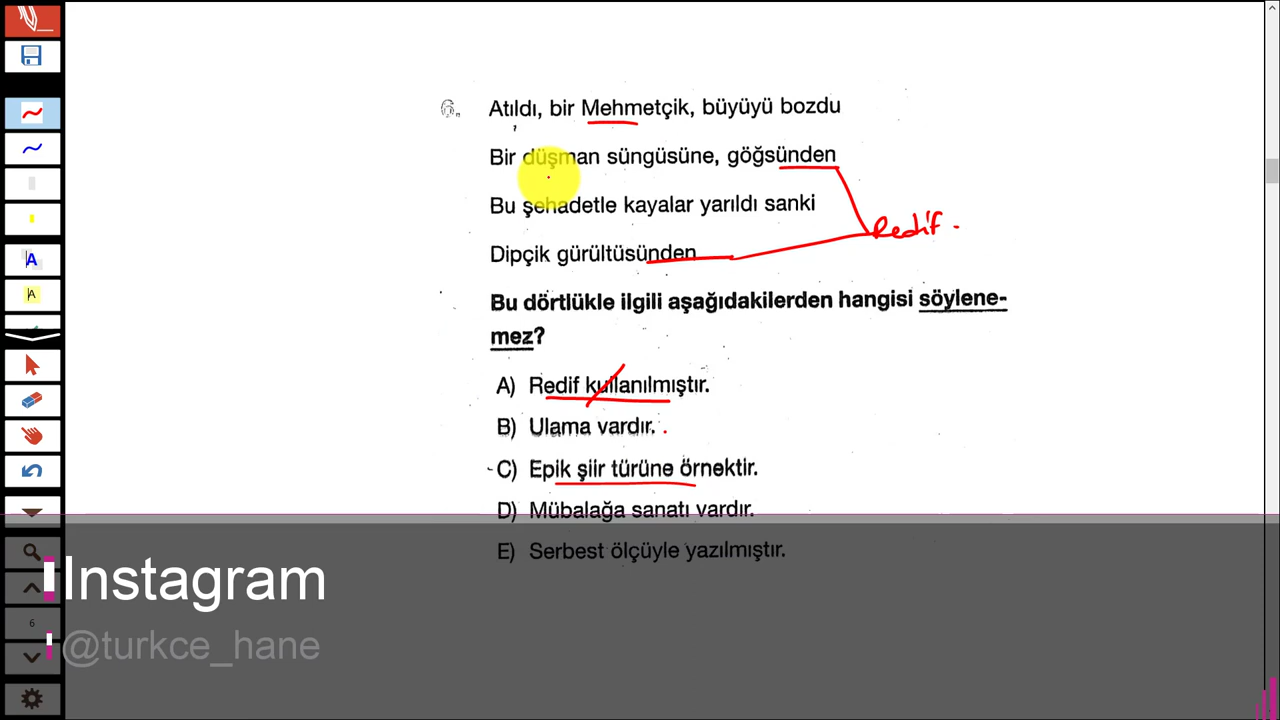 6. Atıldı, bir Mehmetçik, büyüyü bozdu
Bir düşman süngüsüne, göğsünden
Bu şehadetle kayalar yarıldı sanki
Redif.
Dipçik gürültüsünden
Bu dörtlükle ilgili aşağıdakilerden hangisi söylene-
mez?
A) Redif kullanılmıştır.
B) Ulama vardır.
C) Epik şiir türüne örnektir.
D) Mübalağa sanatı vardır.
E) Serbest ölçüyle yazılmıştır.
Instagram
@turkce_hane
A
A
6